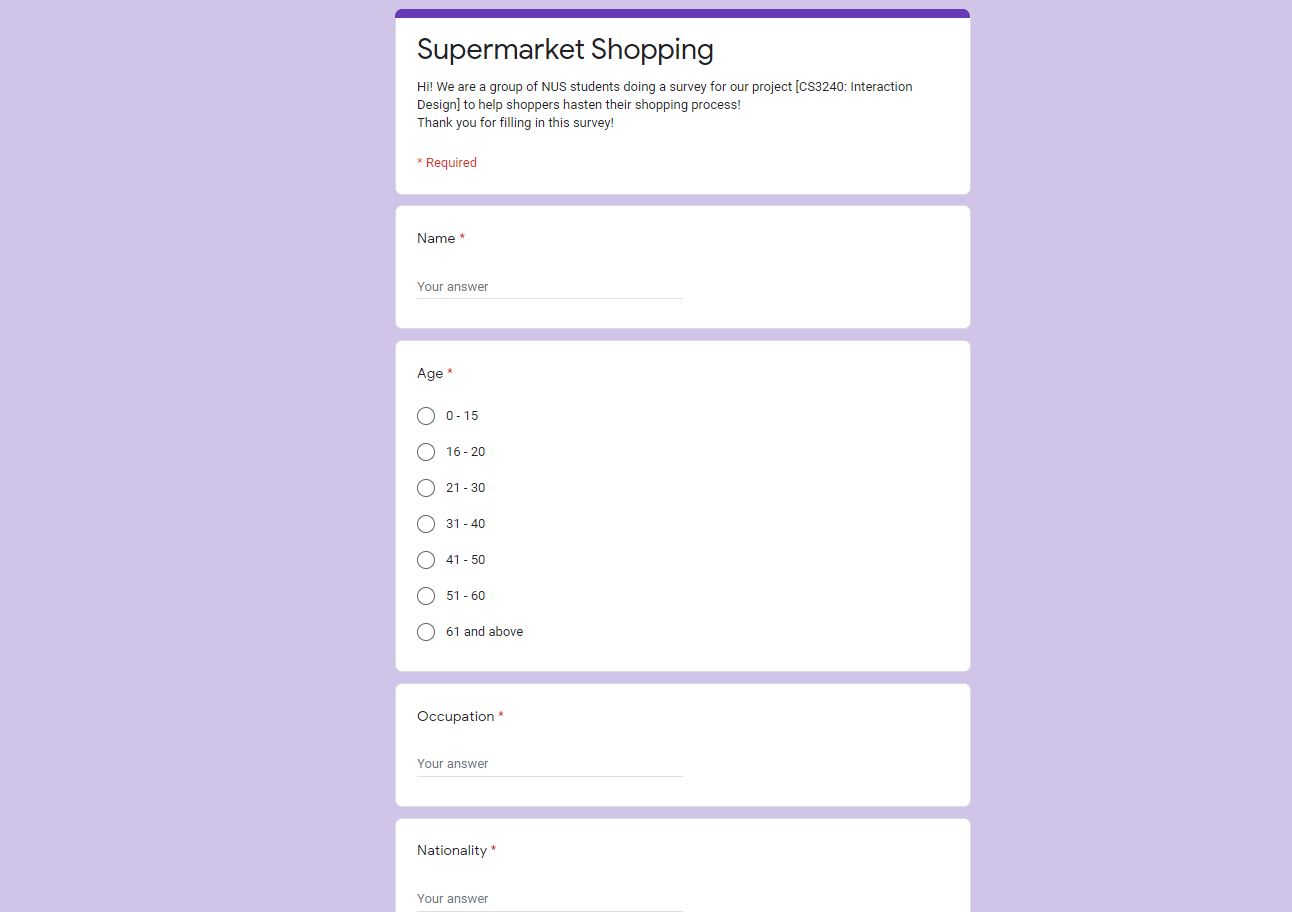 Supermarket Shopping
Hi! We are a group of NUS students doing a survey for our project [CS3240: Interaction
Design] to help shoppers hasten their shopping process!
Thank you for filling in this survey!
* Required
Name *
Your answer
Age *
0 - 15
16 - 20
21 - 30
31 - 40
41 - 50
51 - 60
61 and above
Occupation *
Your answer
Nationality *
Your answer